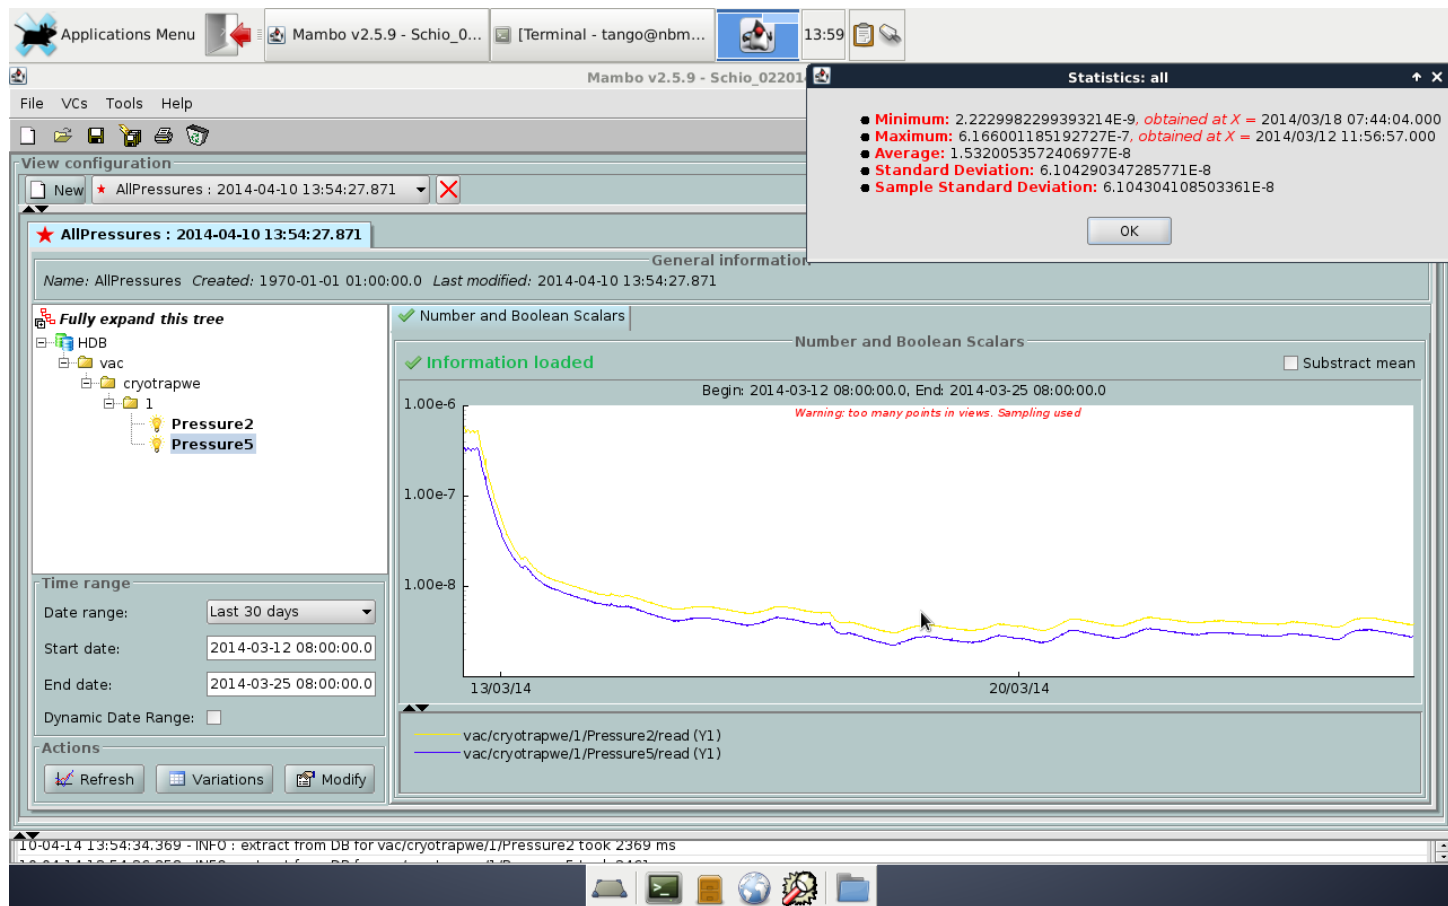 Applications Menu
Mambo v2.5.9 - Schio_0...
[Terminal - tango@nbm...
13:59
Mambo v2.5.9 - Schio_02201
Statistics: all
File VCs Tools Help
Minimum: 2.2229982299393214E-9, obtained at X = 2014/03/18 07:44:04.000
Maximum: 6.166001185192727E-7, obtained at X = 2014/03/12 11:56:57.000
Average: 1.5320053572406977E-8
Standard Deviation: 6.104290347285771E-8
Sample Standard Deviation: 6.104304108503361E-8
OK
View configuration
New
AllPressures : 2014-04-10 13:54:27.871
AllPressures : 2014-04-10 13:54:27.871
General information
Name: AllPressures Created: 1970-01-01 01:00:00.0 Last modified: 2014-04-10 13:54:27.871
Fully expand this tree
HDB
vac
cryotrapwe
1
Pressure2
Pressure5
Number and Boolean Scalars
Number and Boolean Scalars
Information loaded
Substract mean
Begin: 2014-03-12 08:00:00.0, End: 2014-03-25 08:00:00.0
Warning: too many points in views. Sampling used
1.00e-6
1.00e-7
1.00e-8
13/03/14
20/03/14
vac/cryotrapwe/1/Pressure2/read (Y1)
vac/cryotrapwe/1/Pressure5/read (Y1)
Time range
Date range: Last 30 days
Start date: 2014-03-12 08:00:00.0
End date: 2014-03-25 08:00:00.0
Dynamic Date Range:
Actions
Refresh
Variations
Modify
10-04-14 13:54:34.369 - INFO : extract from DB for vac/cryotrapwe/1/Pressure2 took 2369 ms